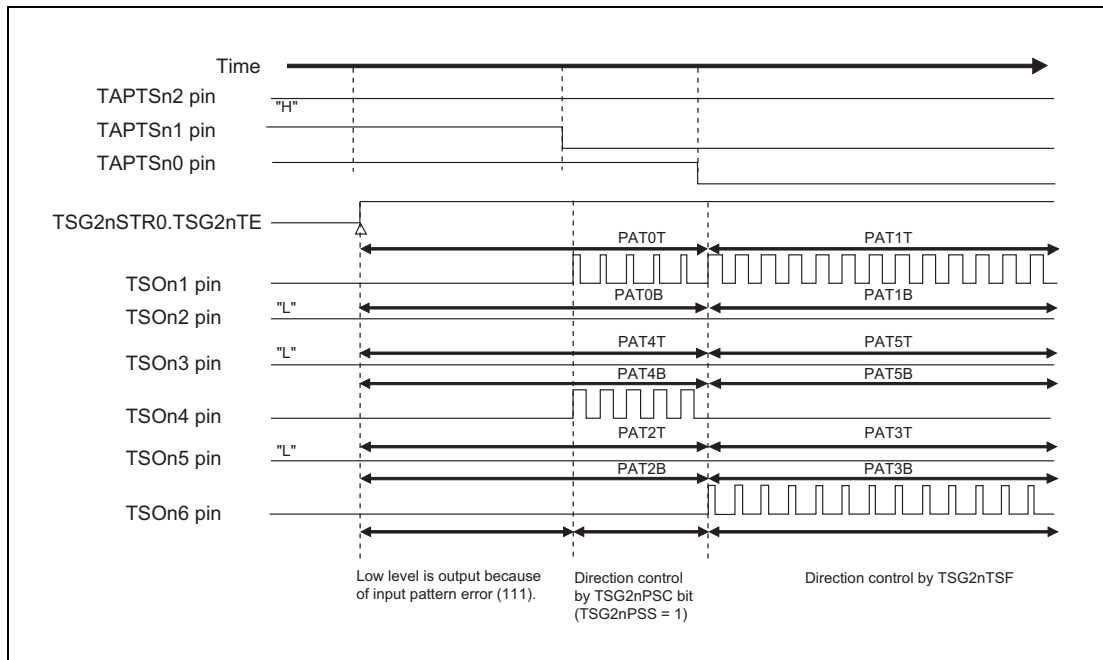 Time
TAPTSn2 pin
"H"
TAPTSn1 pin
TAPTSn0 pin
TSG2nSTR0.TSG2nTE
PAT0T PAT1T
TSOn1 pin
PAT0B PAT1B
"L"
TSOn2 pin
PAT4T PAT5T
"L"
TSOn3 pin
PAT4B PAT5B
TSOn4 pin
PAT2T PAT3T
"L"
TSOn5 pin
PAT2B PAT3B
TSOn6 pin
Low level is output because
of input pattern error (111).
Direction control
by TSG2nPSC bit
(TSG2nPSS = 1)
Direction control by TSG2nTSF